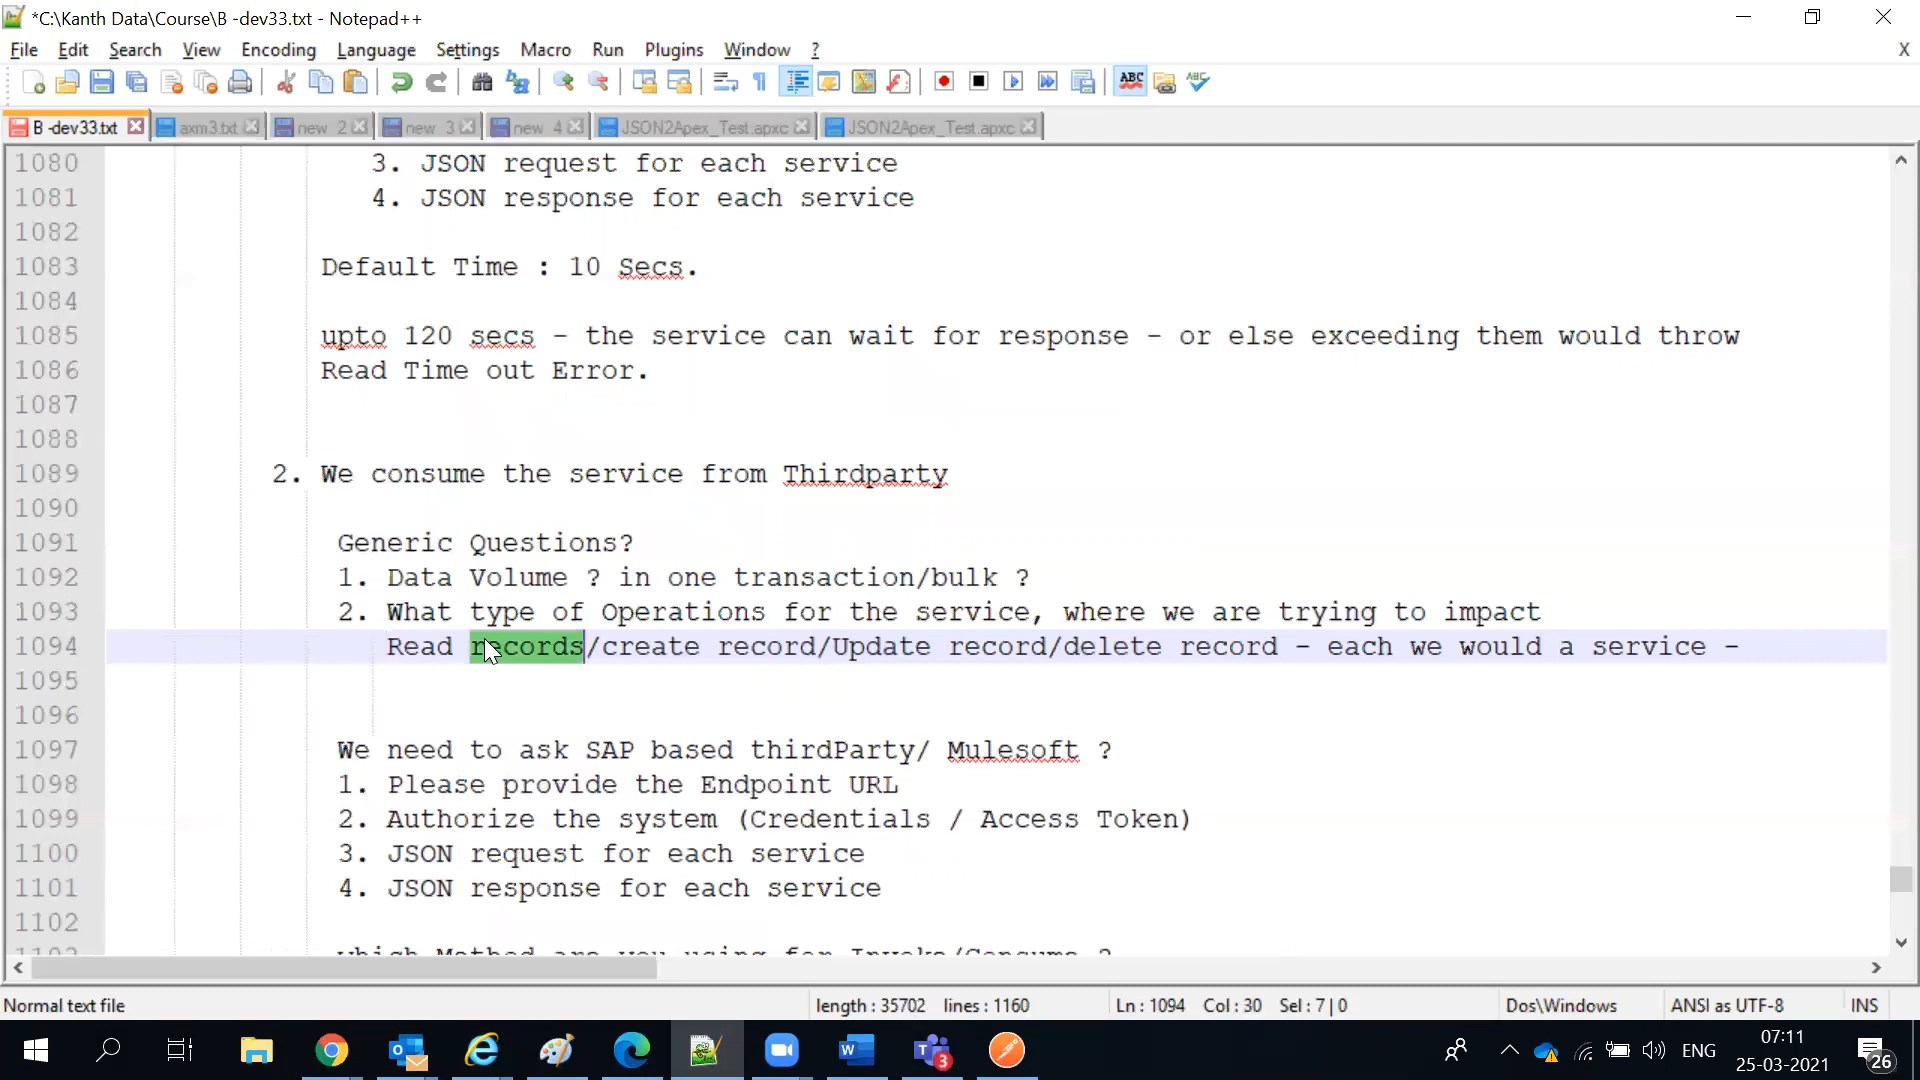 *C:\Kanth Data\Course\B -dev33.txt - Notepad++
File Edit Search View Encoding Language Settings Macro Run Plugins Window ? X
B -dev33.txt axm3.txt new 2 new 3 new 4 JSON2Apex_Test.apxc JSON2Apex_Test.apxc
1080 3. JSON request for each service
1081 4. JSON response for each service
1082
1083 Default Time : 10 Secs.
1084
1085 upto 120 secs - the service can wait for response - or else exceeding them would throw
1086 Read Time out Error.
1087
1088
1089 2. We consume the service from Thirdparty
1090
1091 Generic Questions?
1092 1. Data Volume ? in one transaction/bulk ?
1093 2. What type of Operations for the service, where we are trying to impact
1094 Read records/create record/Update record/delete record - each we would a service -
1095
1096
1097 We need to ask SAP based thirdParty/ Mulesoft ?
1098 1. Please provide the Endpoint URL
1099 2. Authorize the system (Credentials / Access Token)
1100 3. JSON request for each service
1101 4. JSON response for each service
1102
1103 which Method are you using for Invoke/Consume ?
Normal text file length : 35702 lines : 1160 Ln : 1094 Col : 30 Sel : 7 | 0 Dos\Windows ANSI as UTF-8 INS
3 ENG 07:11 26
25-03-2021